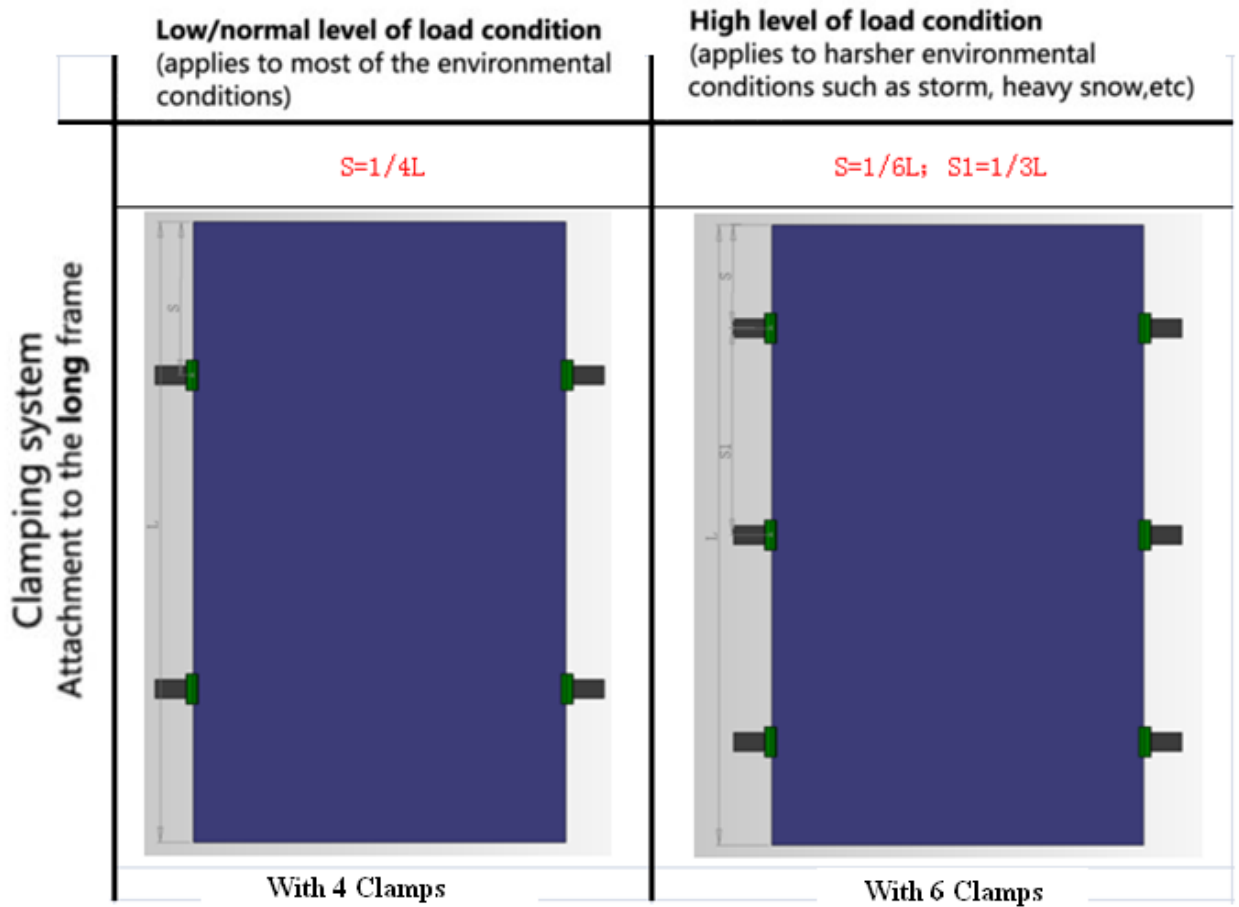 Low/normal level of load condition
(applies to most of the environmental
conditions)
High level of load condition
(applies to harsher environmental
conditions such as storm, heavy snow,etc)
S=1/4L
S=1/6L; S1=1/3L
Clamping system
Attachment to the long frame
S
L
S
S1
L
With 4 Clamps
With 6 Clamps